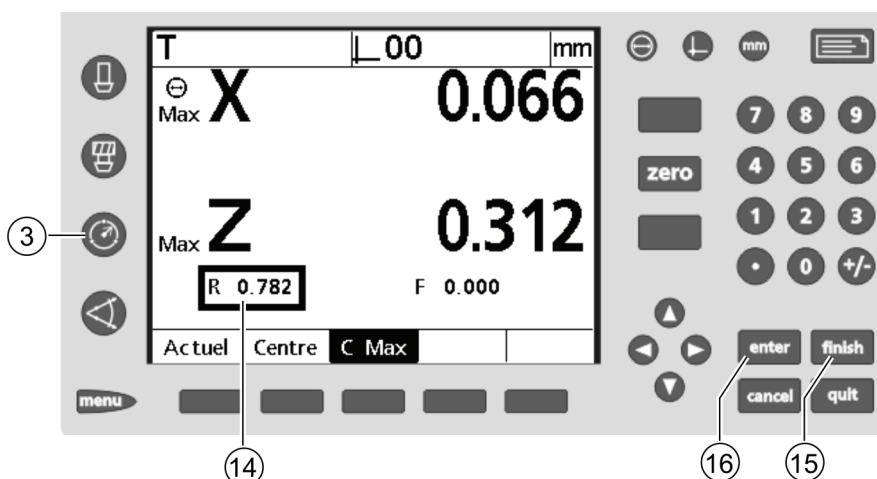 T 00 mm
mm
Max X 0.066
7 8 9
zero
4 5 6
3
Max Z 0.312
1 2 3
R 0.782 F 0.000
• 0 +/-
Actuel Centre C Max
enter finish
menu
cancel quit
14 16 15